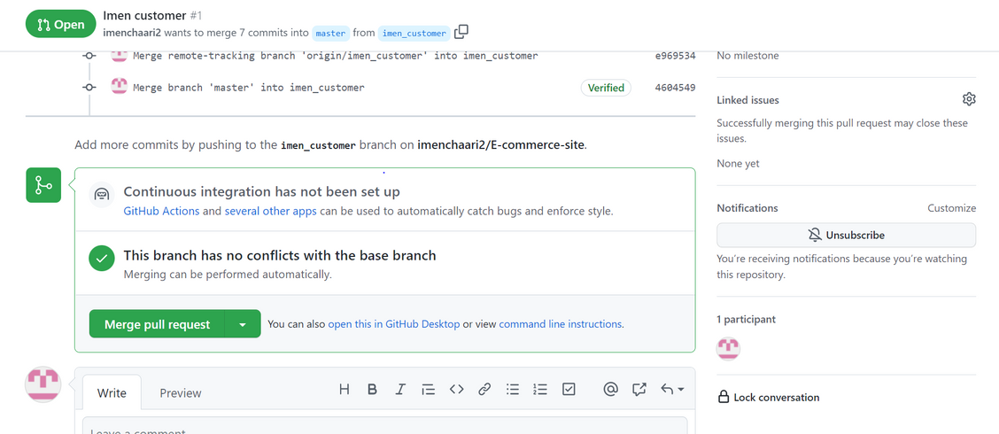 Open
Imen customer #1
imenchaari2 wants to merge 7 commits into master from imen_customer
Merge remote-tracking branch 'origin/imen_customer' into imen_customer e969534
Merge branch 'master' into imen_customer Verified 4604549
Add more commits by pushing to the imen_customer branch on imenchaari2/E-commerce-site.
Continuous integration has not been set up
GitHub Actions and several other apps can be used to automatically catch bugs and enforce style.
This branch has no conflicts with the base branch
Merging can be performed automatically.
Merge pull request You can also open this in GitHub Desktop or view command line instructions.
Write Preview
Leave a comment
No milestone
Linked issues
Successfully merging this pull request may close these
issues.
None yet
Notifications Customize
Unsubscribe
You're receiving notifications because you're watching
this repository.
1 participant
Lock conversation